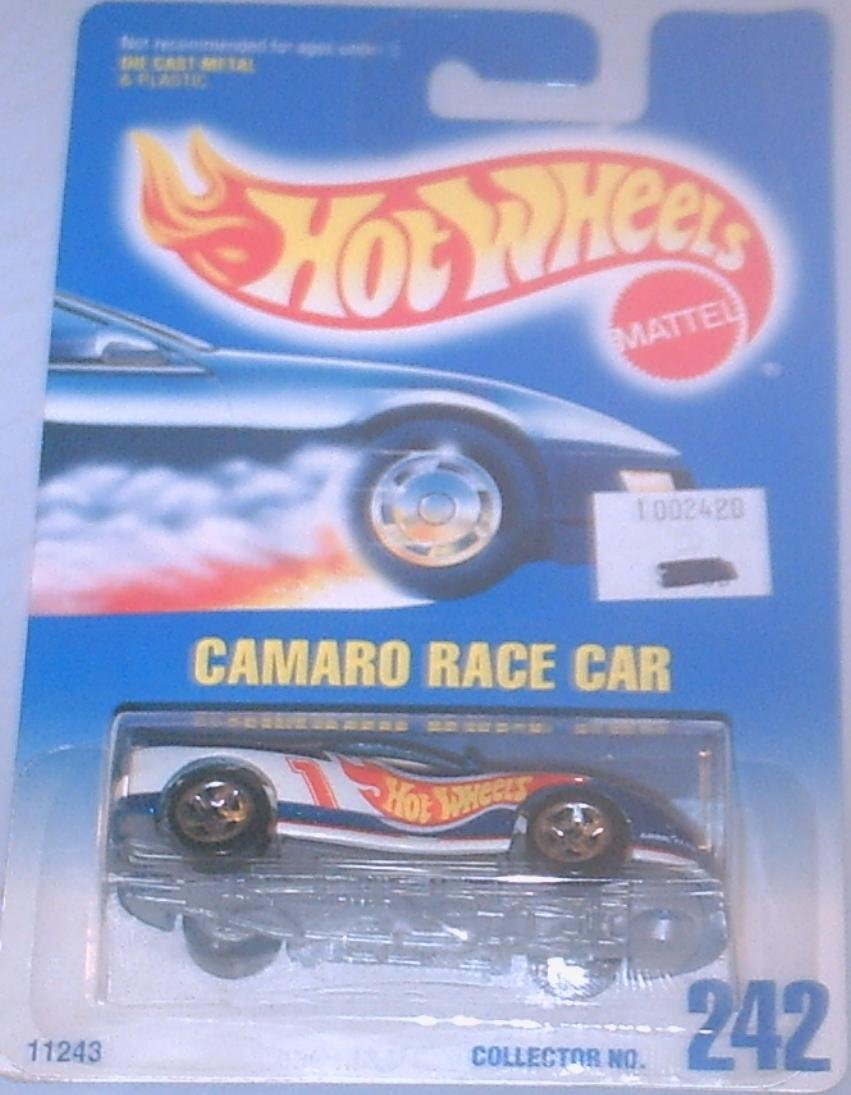 Not recommended for ages under 3
DIE CAST METAL
& PLASTIC
HOT WHEELS
MATTEL
®
1002420
CAMARO RACE CAR
1 HOT WHEELS
11243
COLLECTOR NO. 242